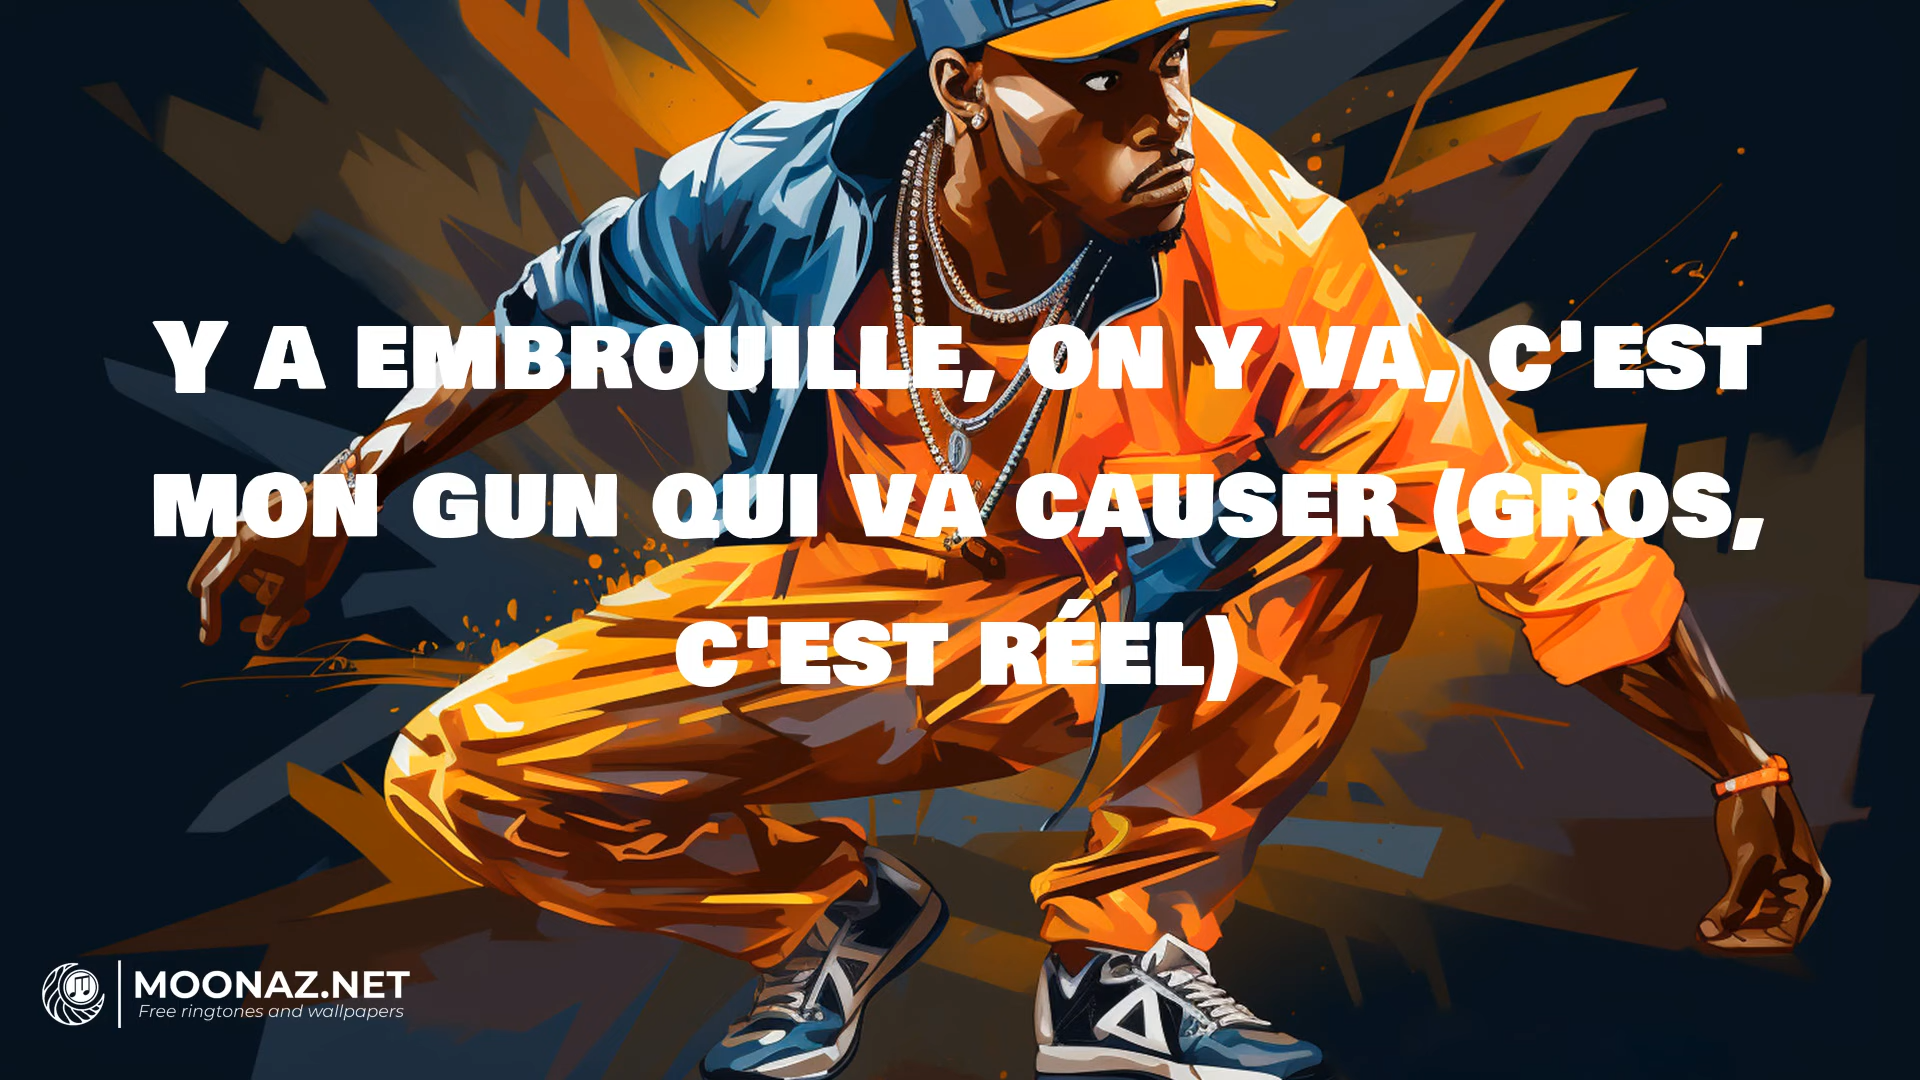 Y A EMBROUILLE, ON Y VA, C'EST
MON GUN QUI VA CAUSER (GROS,
C'EST RÉEL)
MOONAZ.NET
Free ringtones and wallpapers